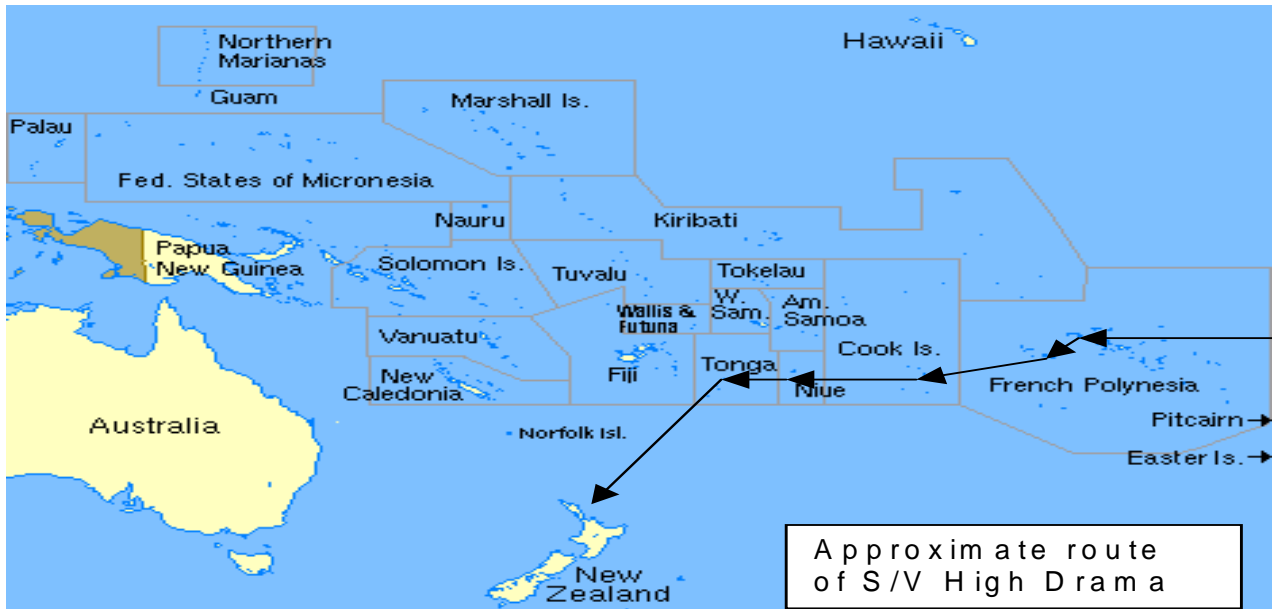 Northern
Marianas
Hawaii
Guam
Marshall Is.
Palau
Fed. States of Micronesia
Nauru
Kiribati
Papua
New Guinea
Solomon Is.
Tuvalu
Tokelau
W.
Sam.
Am.
Samoa
Wallis &
Futuna
Vanuatu
Fiji
Tonga
Cook Is.
Niue
French Polynesia
New
Caledonia
Pitcairn
Australia
Norfolk Isl.
Easter Is.
New
Zealand
Approximate route
of S/V High Drama